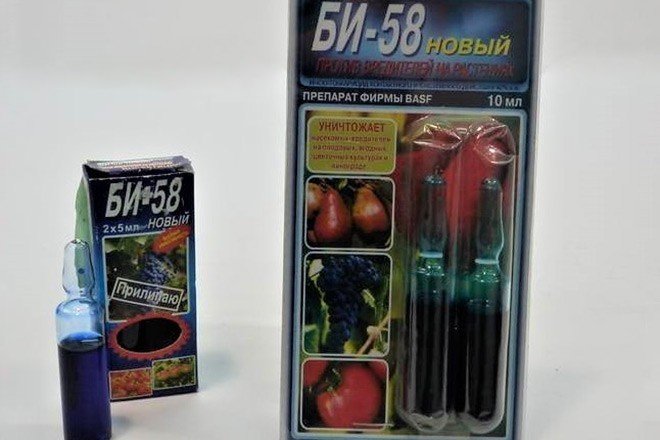 БИ-58 НОВЫЙ
ПРОТИВ ВРЕДИТЕЛЕЙ НА РАСТЕНИЯХ
ПРЕПАРАТ ФИРМЫ BASF 10 мл
УНИЧТОЖАЕТ
насекомых-вредителей
на плодовых, ягодных,
цветочных культурах и
винограде
БИ-58
НОВЫЙ
2 x 5 мл
Прилипаю